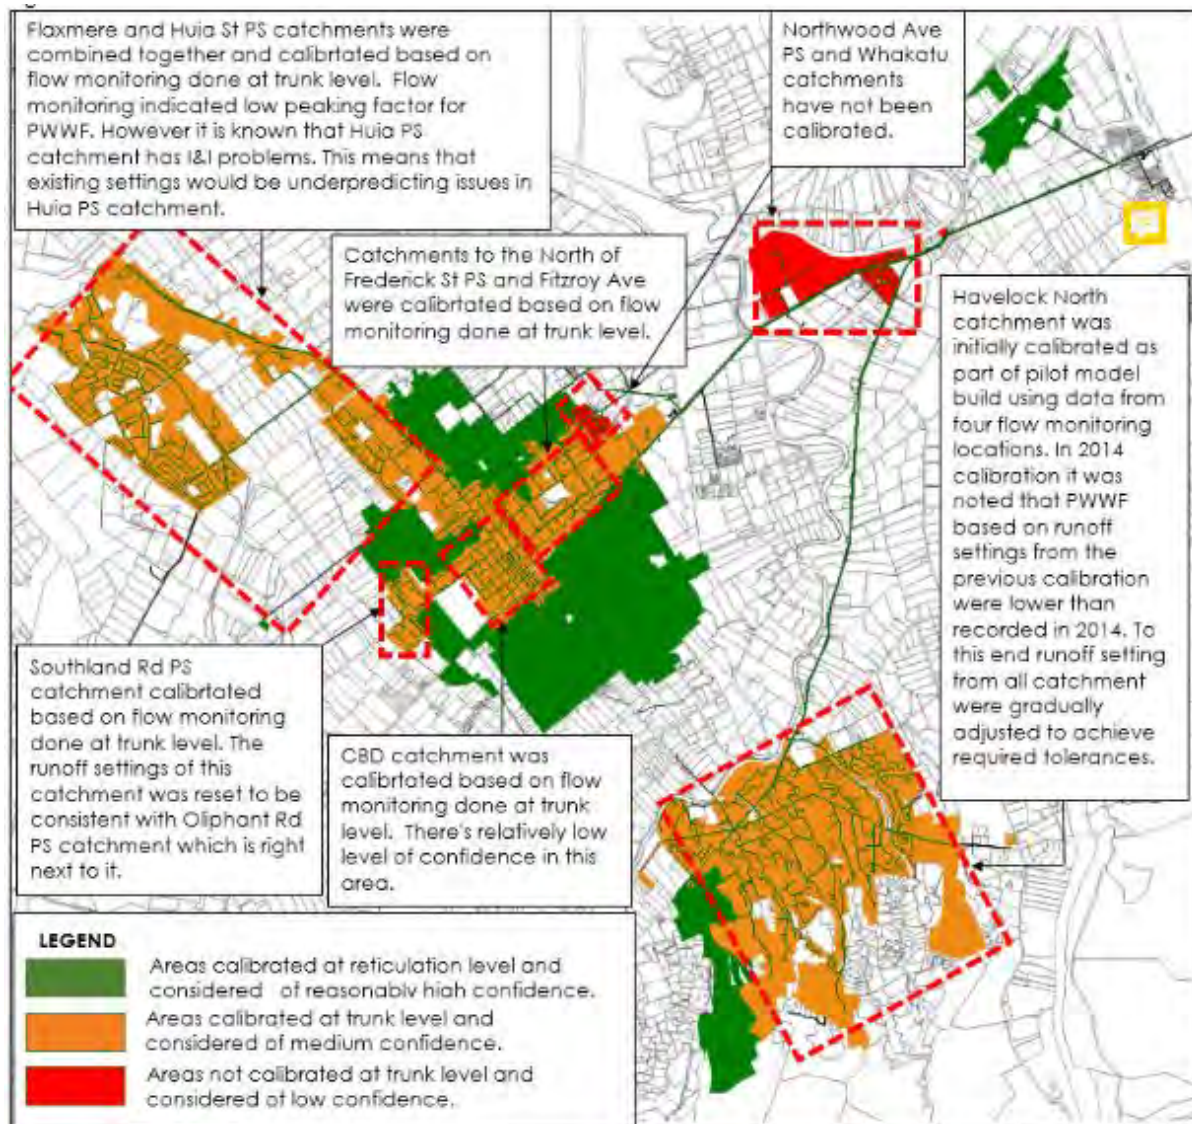 Flaxmere and Huia St PS catchments were
combined together and calibrtated based on
flow monitoring done at trunk level. Flow
monitoring indicated low peaking factor for
PWWF. However it is known that Huia PS
catchment has I&I problems. This means that
existing settings would be underpredicting issues in
Huia PS catchment.
Northwood Ave
PS and Whakatu
catchments
have not been
calibrated.
Catchments to the North of
Frederick St PS and Fitzroy Ave
were calibrtated based on flow
monitoring done at trunk level.
Havelock North
catchment was
initially calibrated as
part of pilot model
build using data from
four flow monitoring
locations. In 2014
calibration it was
noted that PWWF
based on runoff
settings from the
previous calibration
were lower than
recorded in 2014. To
this end runoff setting
from all catchment
were gradually
adjusted to achieve
required tolerances.
Southland Rd PS
catchment calibrtated
based on flow monitoring
done at trunk level. The
runoff settings of this
catchment was reset to be
consistent with Oliphant Rd
PS catchment which is right
next to it.
CBD catchment was
calibrtated based on flow
monitoring done at trunk
level. There's relatively low
level of confidence in this
area.
LEGEND
Areas calibrated at reticulation level and
considered of reasonably high confidence.
Areas calibrated at trunk level and
considered of medium confidence.
Areas not calibrated at trunk level and
considered of low confidence.